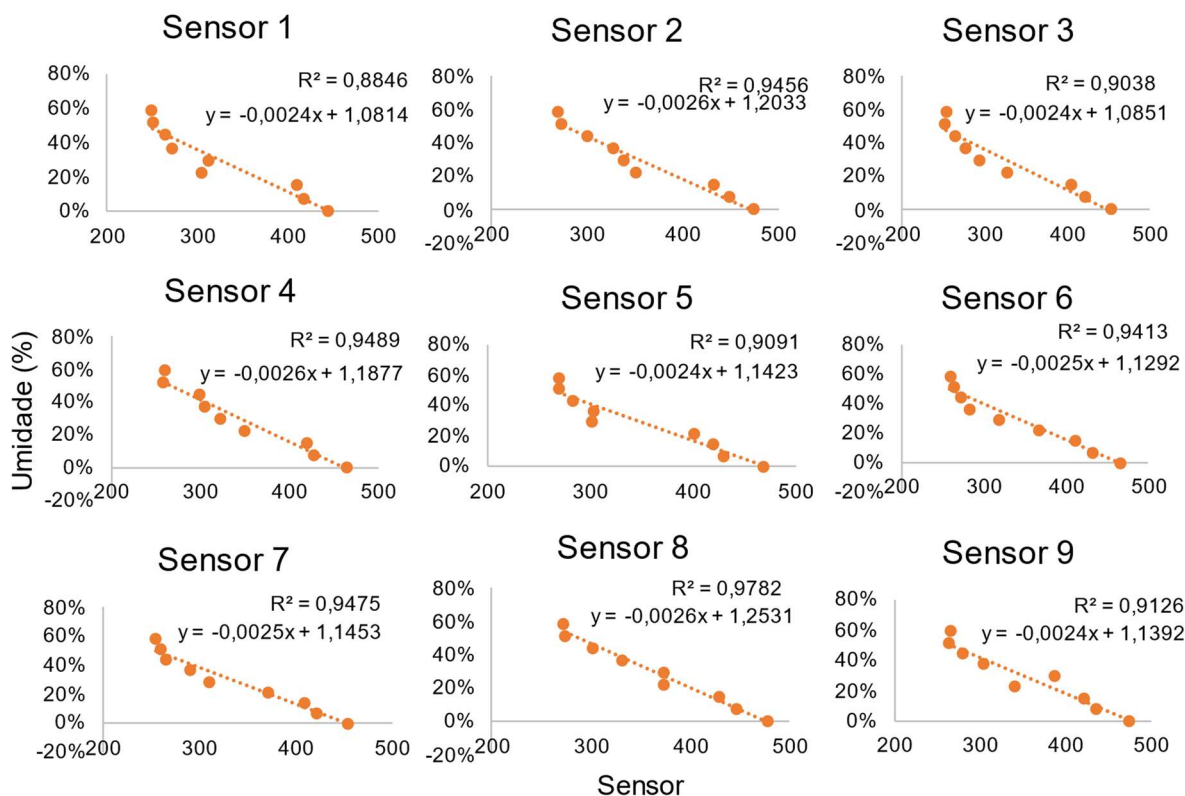 Sensor 1
R² = 0,8846
y = -0,0024x + 1,0814
80%
60%
40%
20%
0%
200 300 400 500
Sensor 2
R² = 0,9456
y = -0,0026x + 1,2033
80%
60%
40%
20%
0%
-20%
200 300 400 500
Sensor 3
R² = 0,9038
y = -0,0024x + 1,0851
80%
60%
40%
20%
0%
-20%
200 300 400 500
Umidade (%)
Sensor 4
R² = 0,9489
y = -0,0026x + 1,1877
80%
60%
40%
20%
0%
-20%
200 300 400 500
Sensor 5
R² = 0,9091
y = -0,0024x + 1,1423
80%
60%
40%
20%
0%
200 300 400 500
Sensor 6
R² = 0,9413
y = -0,0025x + 1,1292
80%
60%
40%
20%
0%
-20%
200 300 400 500
Sensor 7
R² = 0,9475
y = -0,0025x + 1,1453
80%
60%
40%
20%
0%
-20%
200 300 400 500
Sensor 8
R² = 0,9782
y = -0,0026x + 1,2531
80%
60%
40%
20%
0%
-20%
200 300 400 500
Sensor 9
R² = 0,9126
y = -0,0024x + 1,1392
80%
60%
40%
20%
0%
200 300 400 500
Sensor